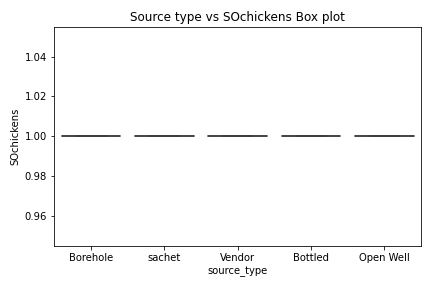 Source type vs SOchickens Box plot
SOchickens
1.04
1.02
1.00
0.98
0.96
Borehole sachet Vendor Bottled Open Well
source_type